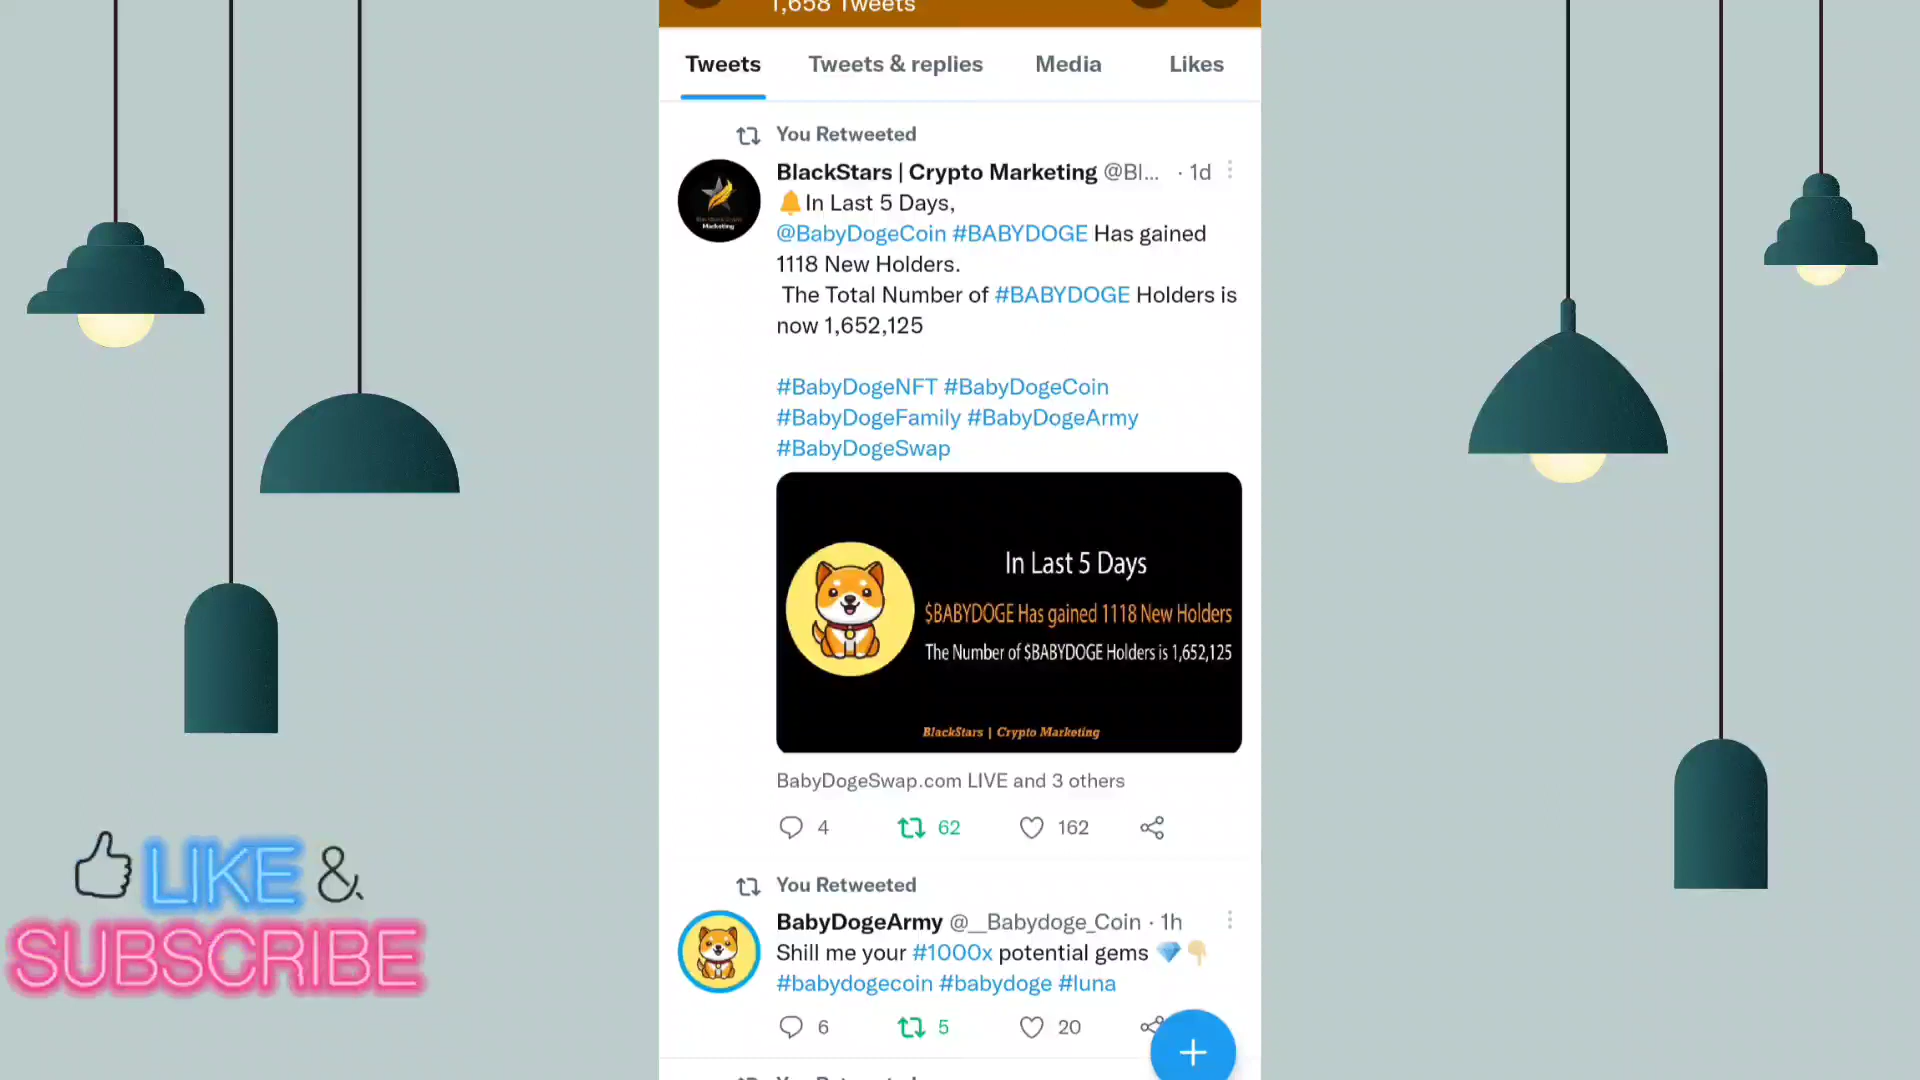 1,658 Tweets
Tweets Tweets & replies Media Likes
You Retweeted
BlackStars | Crypto Marketing @Bl... · 1d
🔔In Last 5 Days,
@BabyDogeCoin #BABYDOGE Has gained
1118 New Holders.
The Total Number of #BABYDOGE Holders is
now 1,652,125
#BabyDogeNFT #BabyDogeCoin
#BabyDogeFamily #BabyDogeArmy
#BabyDogeSwap
In Last 5 Days
$BABYDOGE Has gained 1118 New Holders
The Number of $BABYDOGE Holders is 1,652,125
BlackStars | Crypto Marketing
BabyDogeSwap.com LIVE and 3 others
4 62 162
You Retweeted
BabyDogeArmy @__Babydoge_Coin · 1h
Shill me your #1000x potential gems 💎👇
#babydogecoin #babydoge #luna
6 5 20
LIKE &
SUBSCRIBE